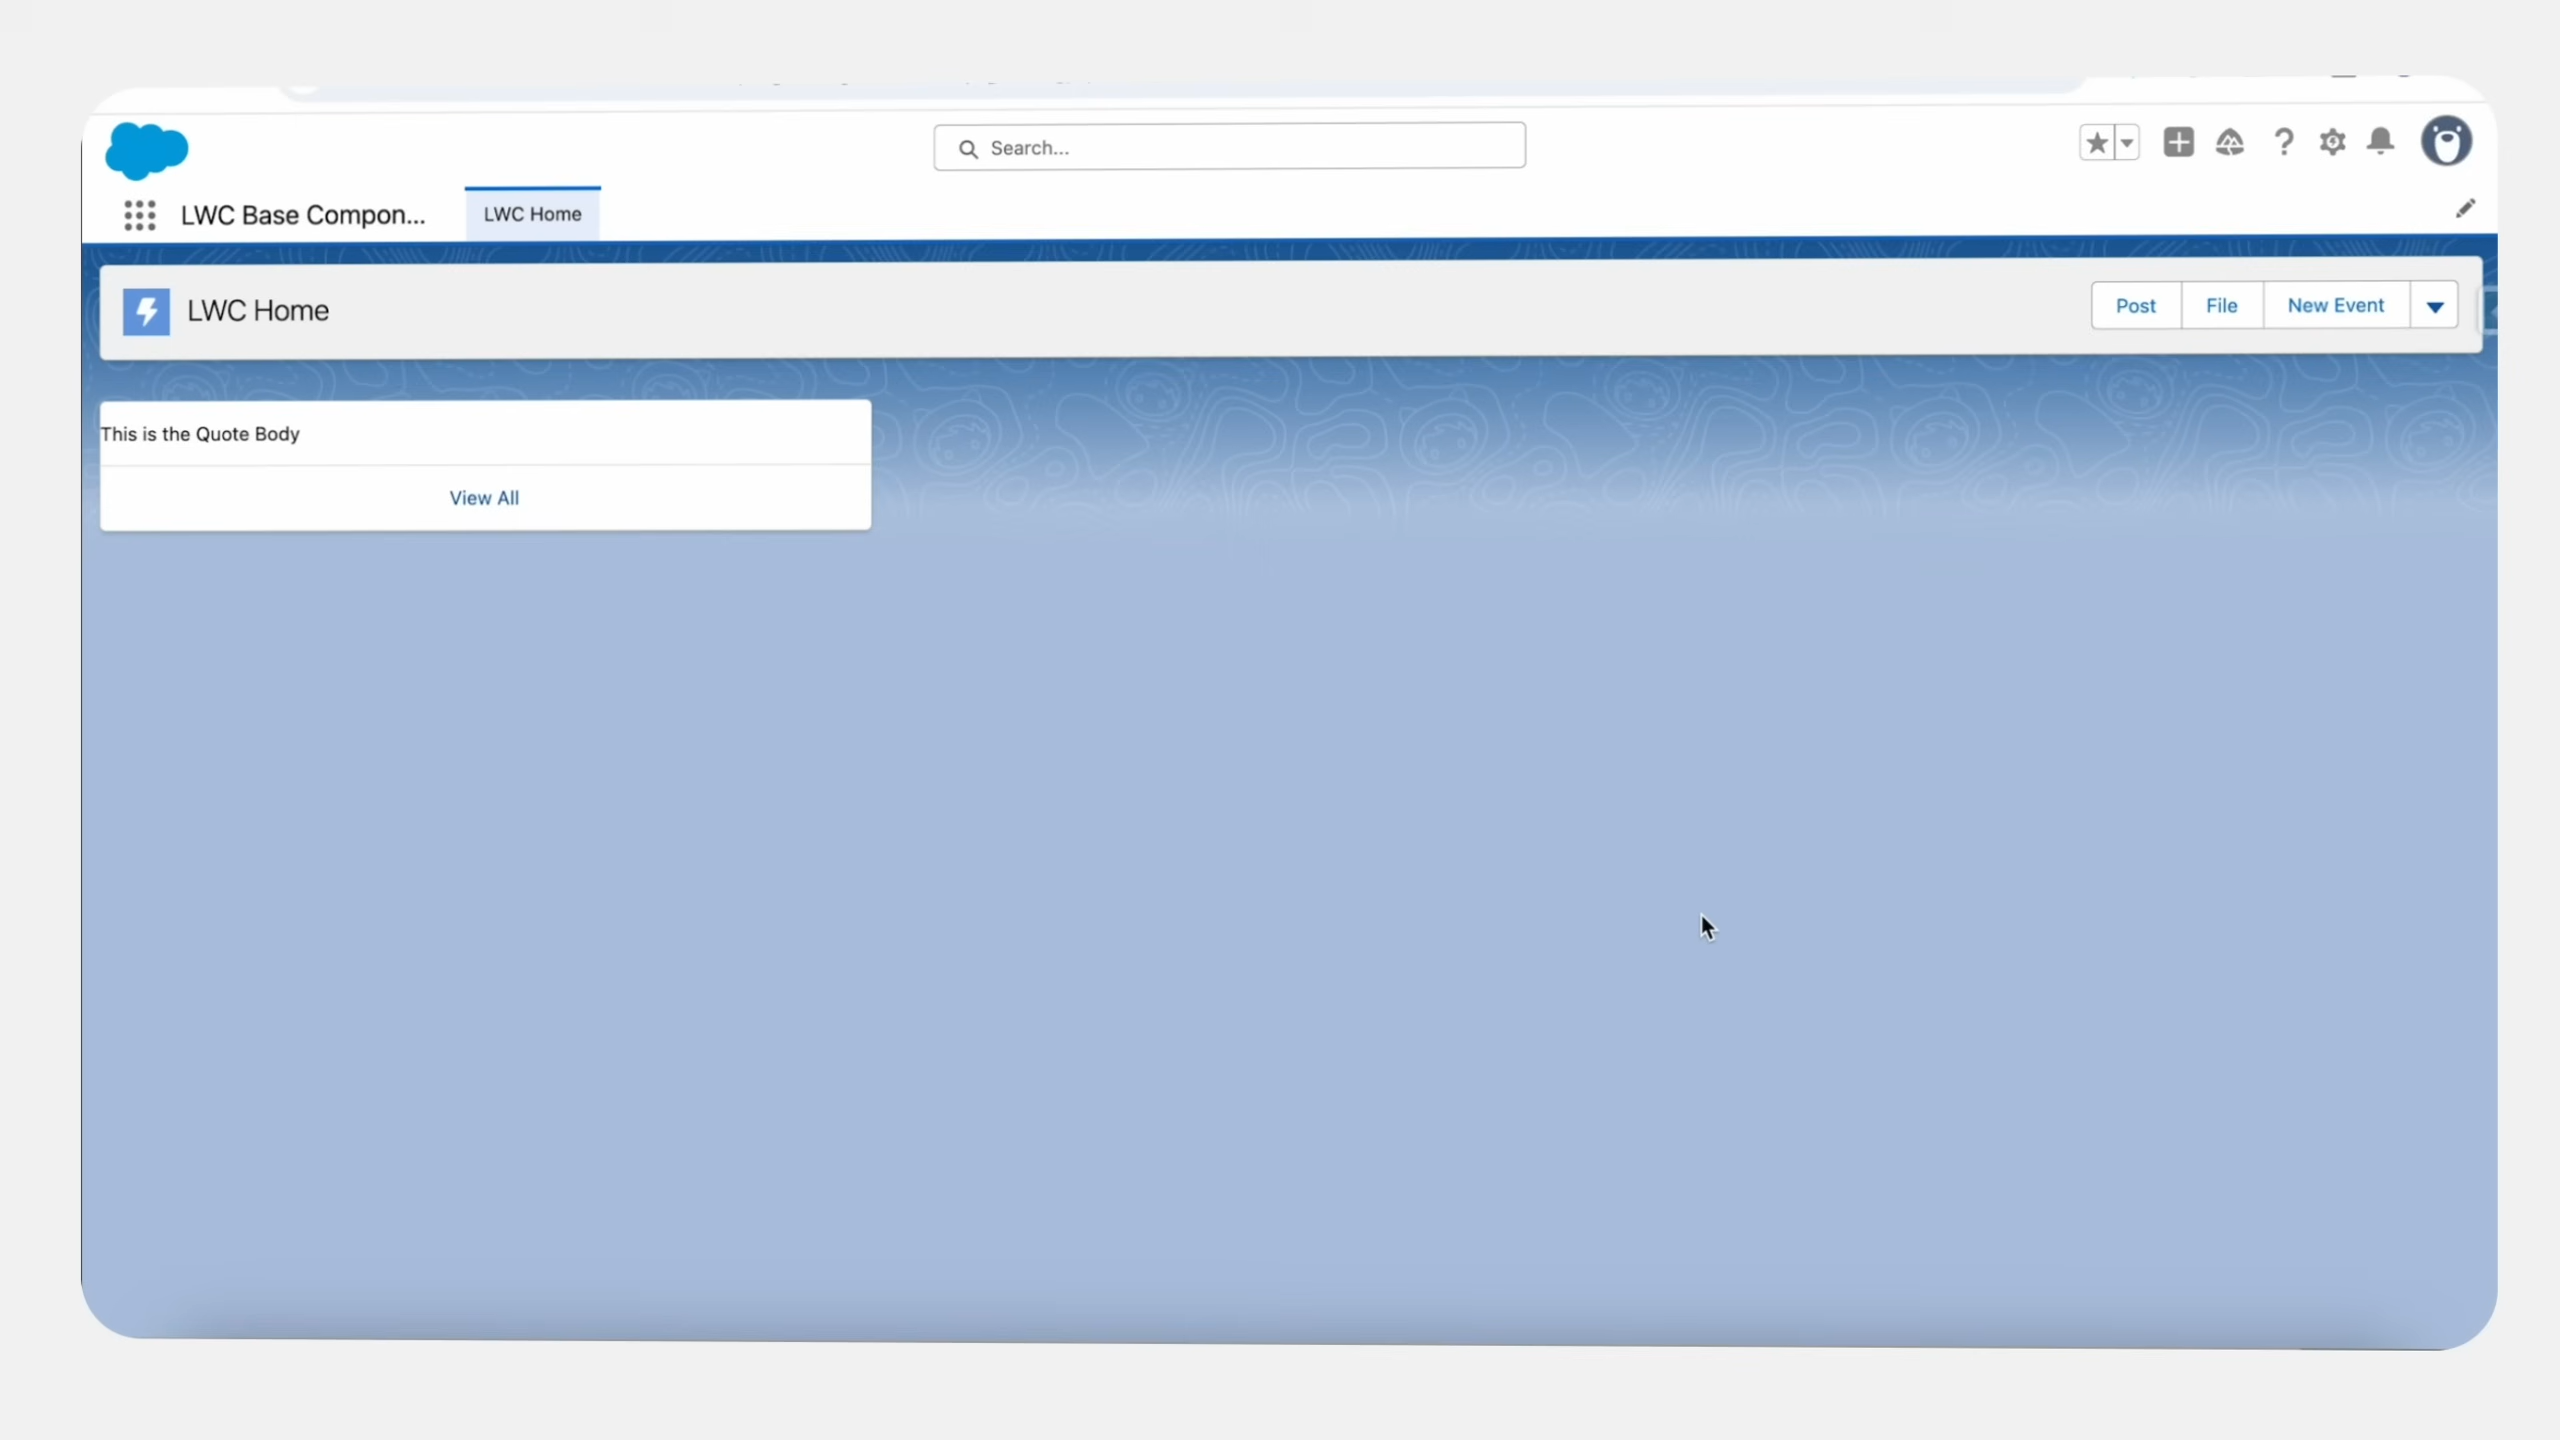 Search...
LWC Base Compon...
LWC Home
LWC Home
Post
File
New Event
This is the Quote Body
View All